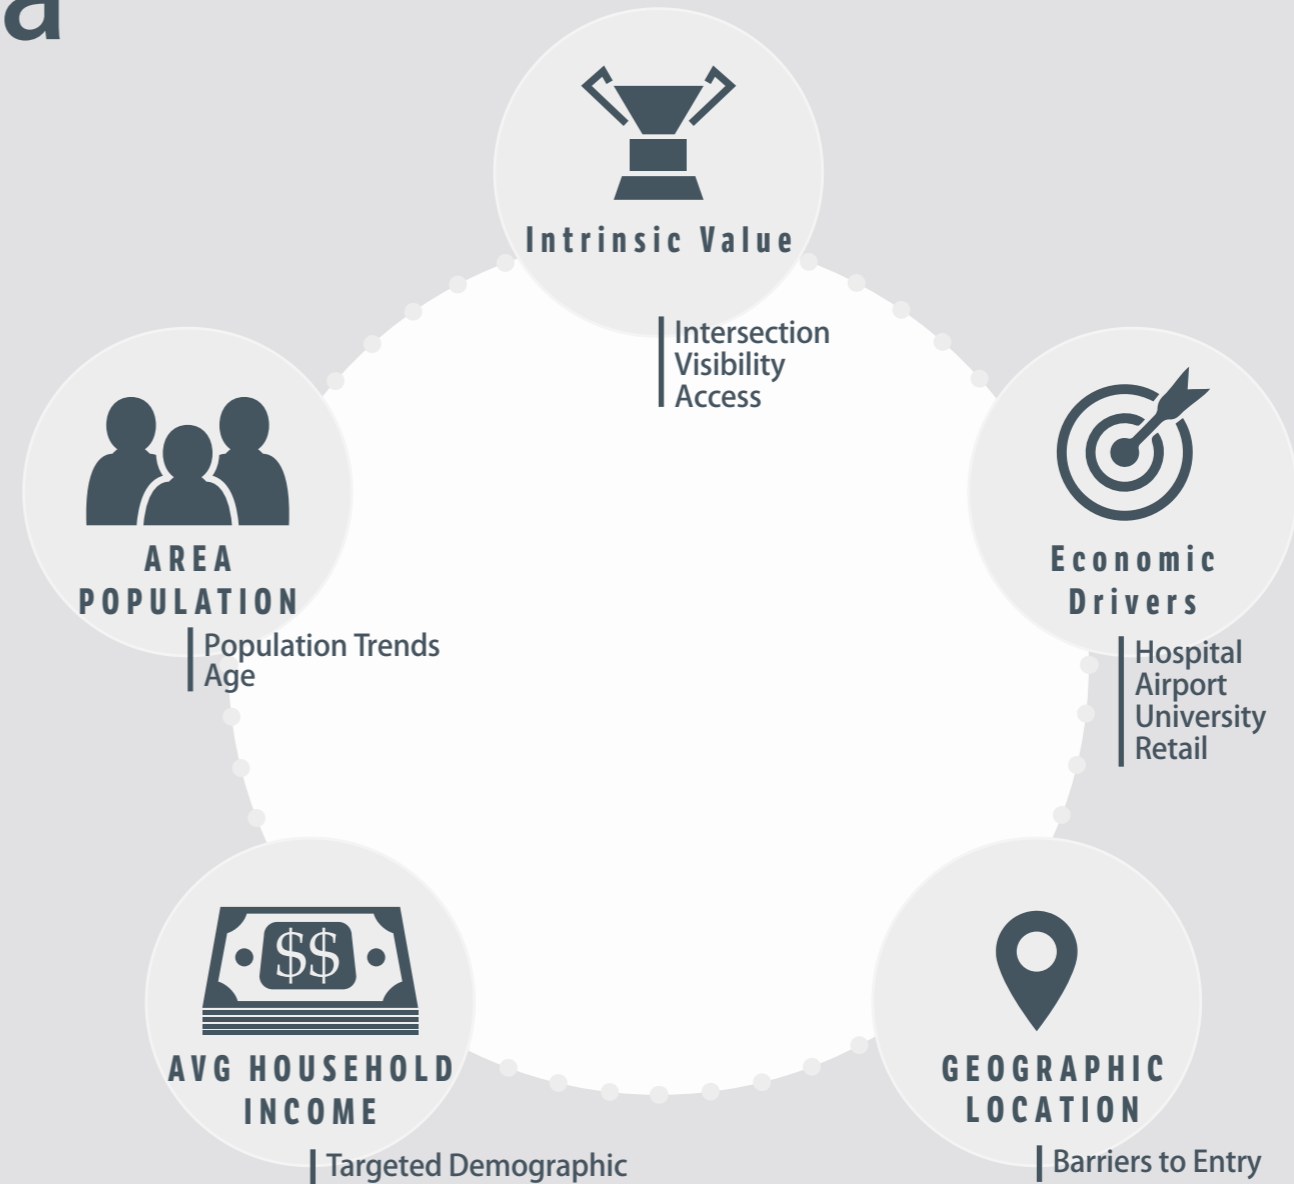 a
Intrinsic Value
Intersection
Visibility
Access
AREA
POPULATION
Population Trends
Age
Economic
Drivers
Hospital
Airport
University
Retail
$$
AVG HOUSEHOLD
INCOME
Targeted Demographic
GEOGRAPHIC
LOCATION
Barriers to Entry